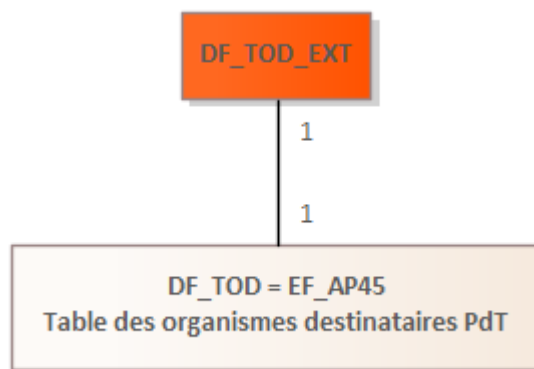 DF_TOD_EXT
1
1
DF_TOD = EF_AP45
Table des organismes destinataires PdT